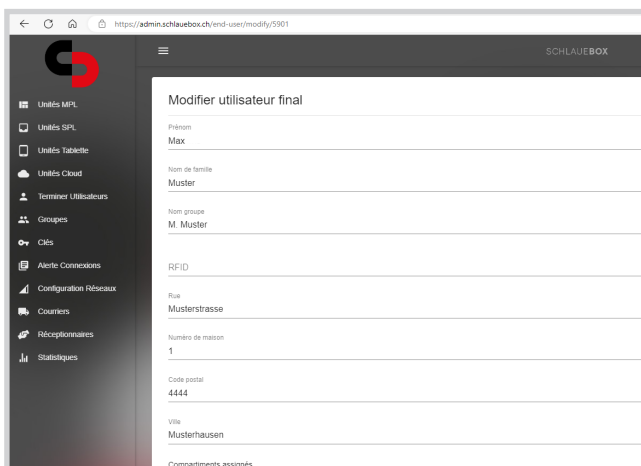 https://admin.schlauebox.ch/end-user/modify/5901
SCHLAUEBOX
Unités MPL
Unités SPL
Unités Tablette
Unités Cloud
Terminer Utilisateurs
Groupes
Clés
Alerte Connexions
Configuration Réseaux
Courriers
Réceptionnaires
Statistiques
Modifier utilisateur final
Prénom
Max
Nom de famille
Muster
Nom groupe
M. Muster
RFID
Rue
Musterstrasse
Numéro de maison
1
Code postal
4444
Ville
Musterhausen
Compartiments assignés